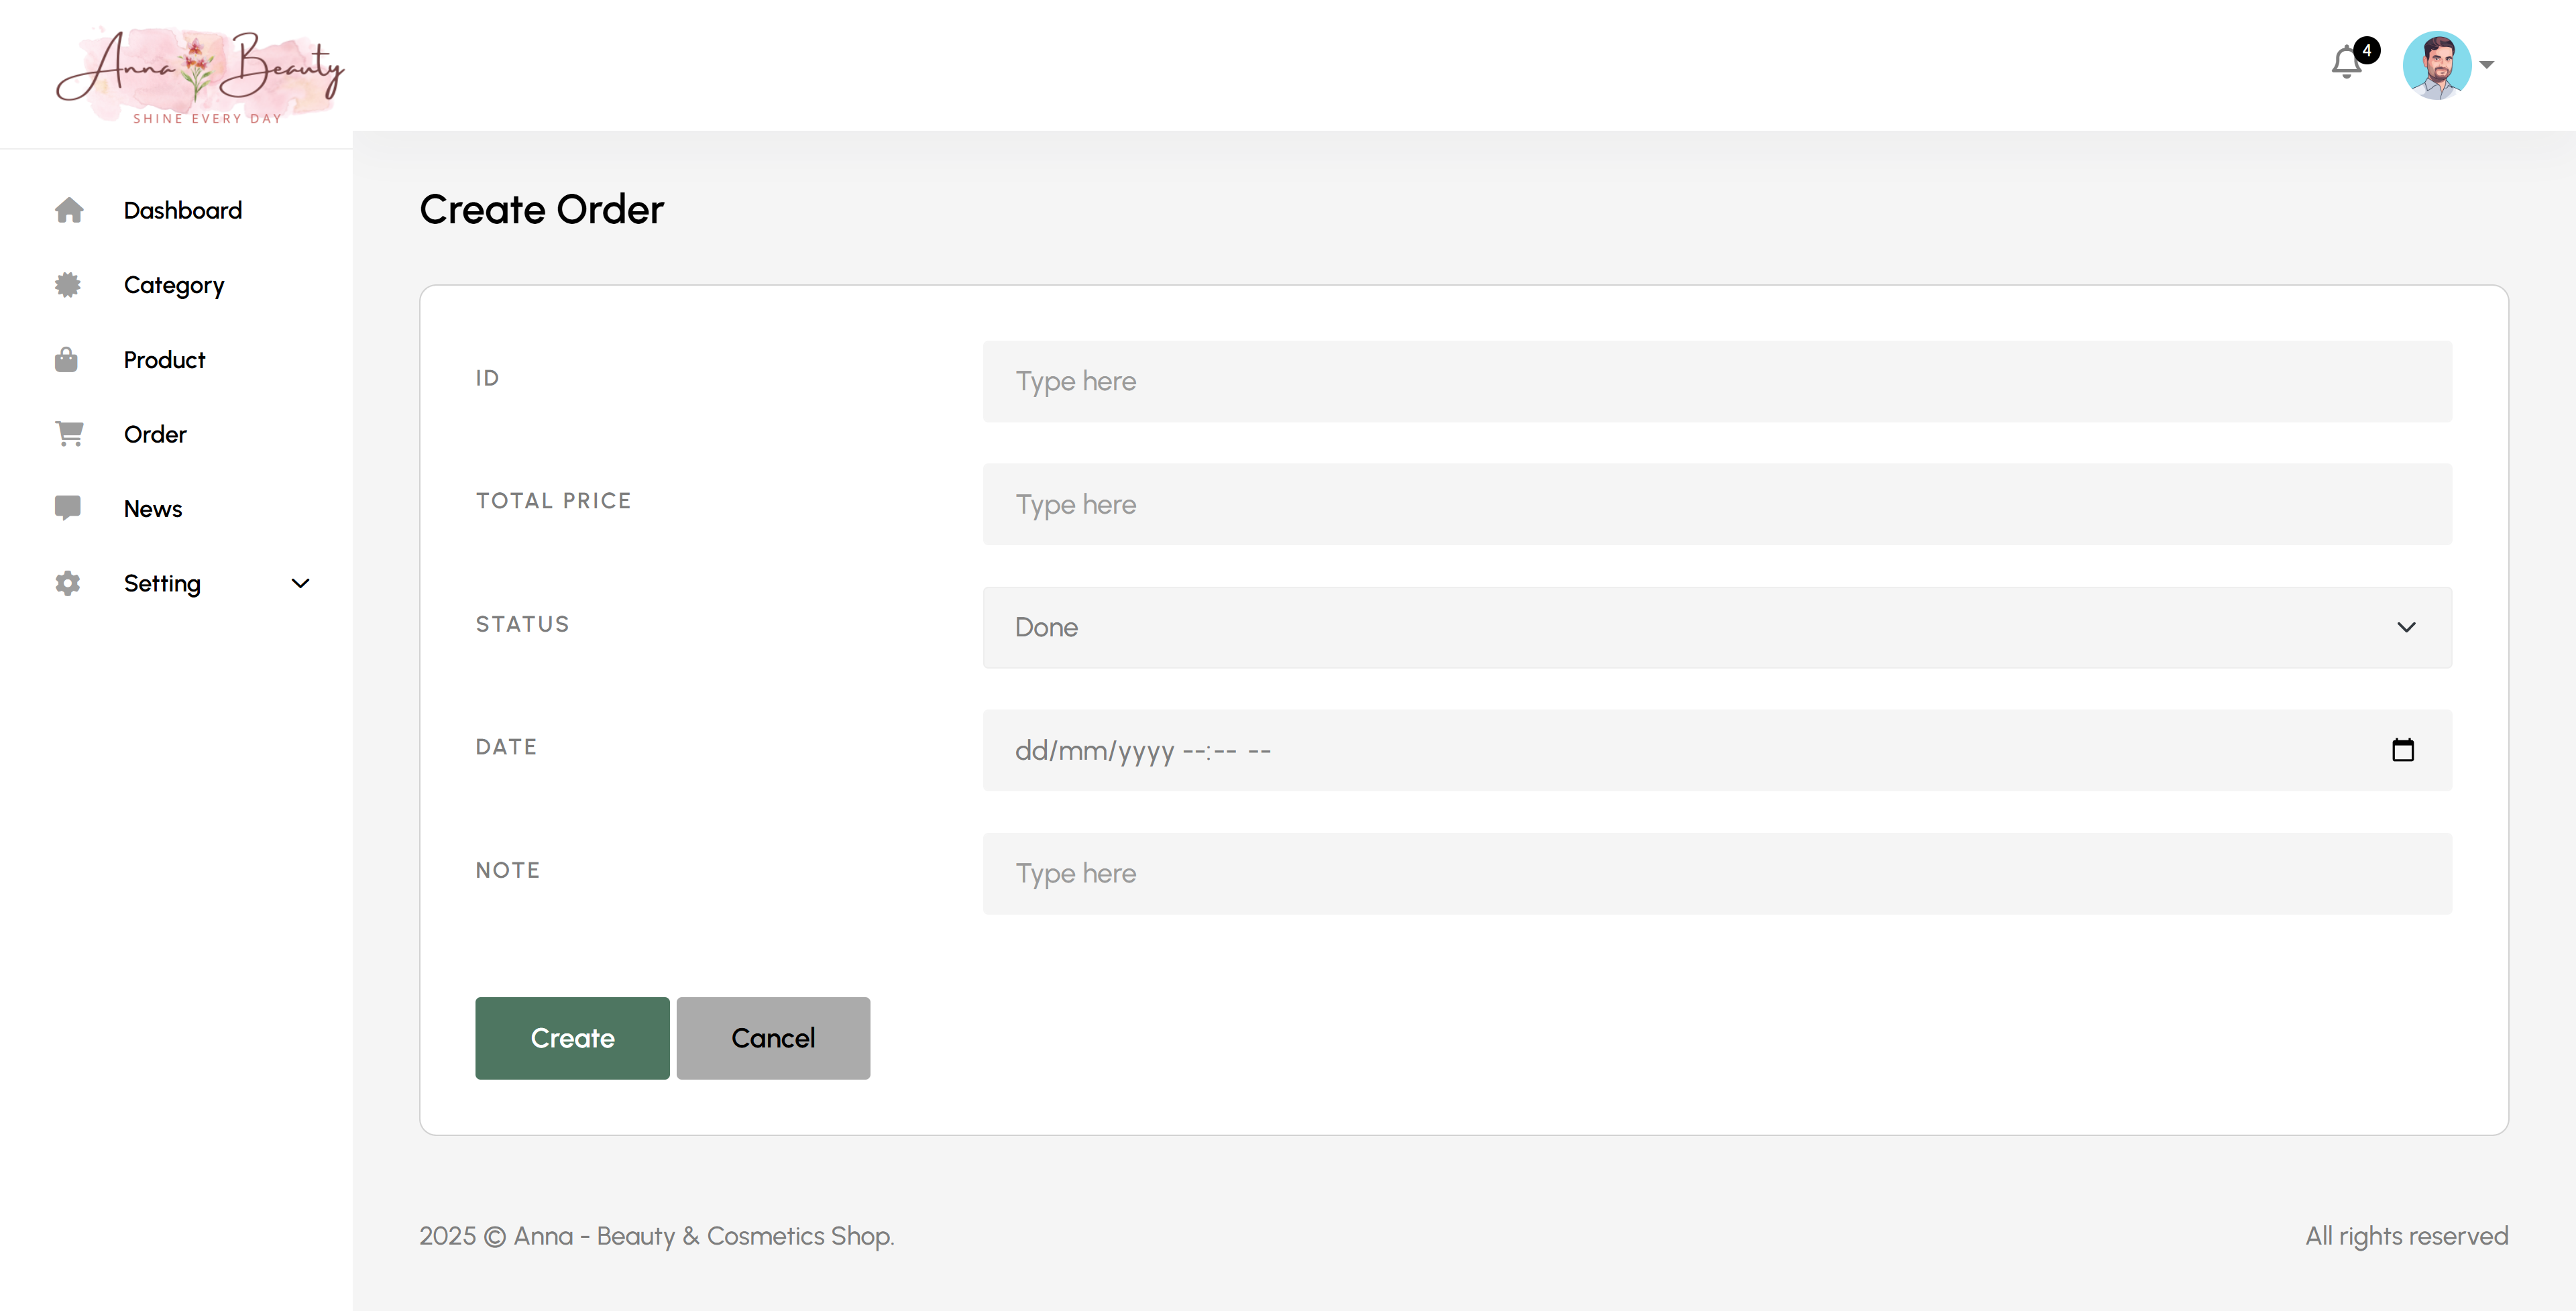 Anna Beauty
SHINE EVERY DAY
4
Dashboard
Category
Product
Order
News
Setting
Create Order
ID
Type here
TOTAL PRICE
Type here
STATUS
Done
DATE
dd/mm/yyyy --:-- --
NOTE
Type here
Create
Cancel
2025 © Anna - Beauty & Cosmetics Shop.
All rights reserved